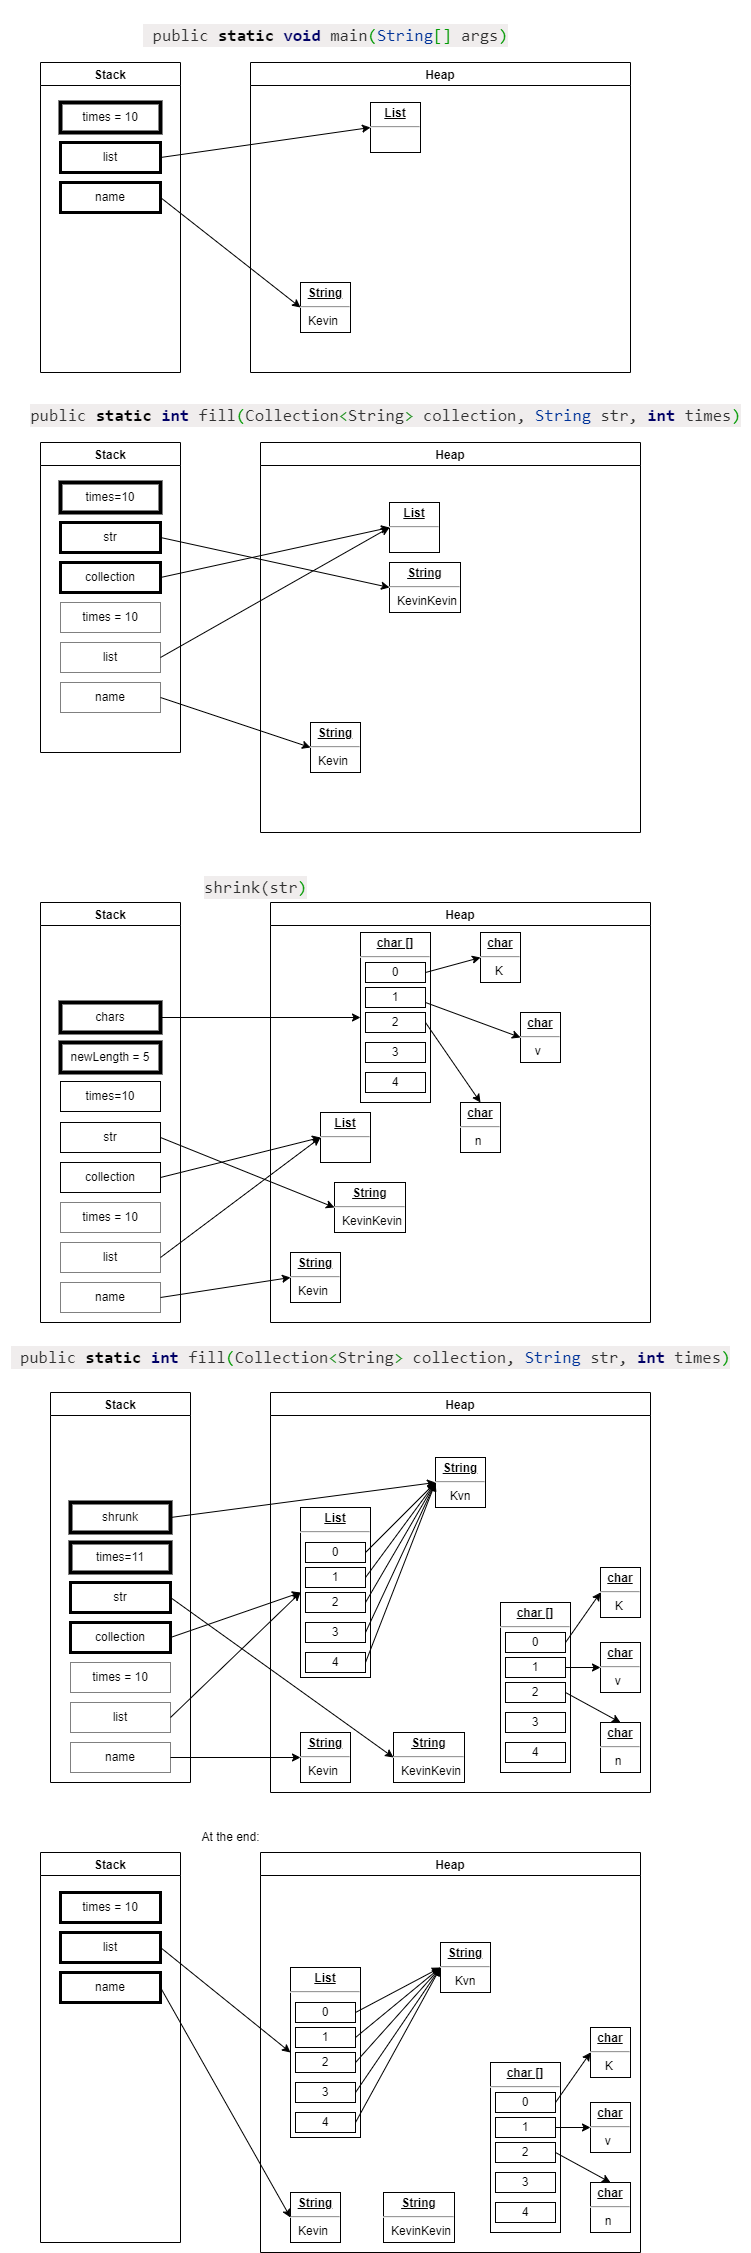 public static void main(String[] args)
Stack
Heap
times = 10
list
name
List
String
Kevin
public static int fill(Collection<String> collection, String str, int times)
Stack
Heap
times=10
str
collection
times = 10
list
name
List
String
KevinKevin
String
Kevin
shrink(str)
Stack
Heap
chars
newLength = 5
times=10
str
collection
times = 10
list
name
char []
0
1
2
3
4
char
K
char
v
char
n
List
String
KevinKevin
String
Kevin
public static int fill(Collection<String> collection, String str, int times)
Stack
Heap
shrunk
times=11
str
collection
times = 10
list
name
String
Kvn
List
0
1
2
3
4
char []
0
1
2
3
4
char
K
char
v
char
n
String
Kevin
String
KevinKevin
At the end:
Stack
Heap
times = 10
list
name
String
Kvn
List
0
1
2
3
4
char []
0
1
2
3
4
char
K
char
v
char
n
String
Kevin
String
KevinKevin